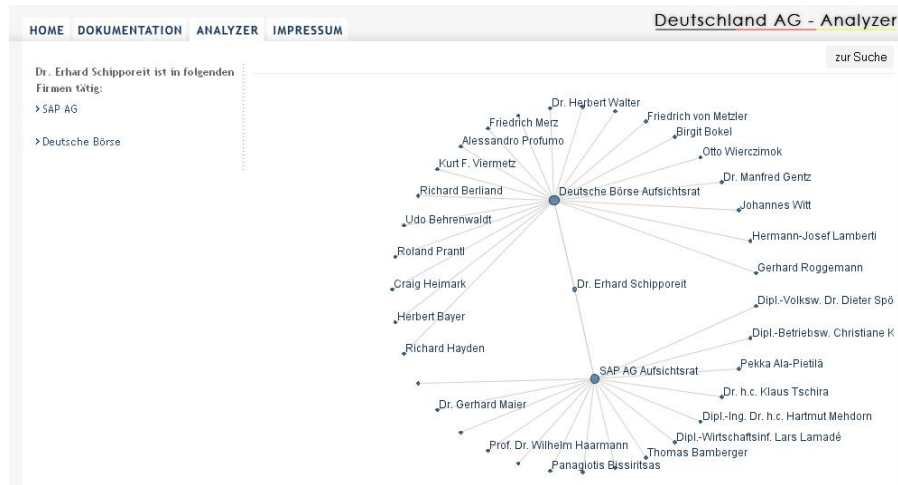 Deutschland AG - Analyzer
HOME DOKUMENTATION ANALYZER IMPRESSUM
zur Suche
Dr. Erhard Schipporeit ist in folgenden
Firmen tätig:
SAP AG
Deutsche Börse
Dr. Herbert Walter
Friedrich von Metzler
Friedrich Merz
Birgit Bokel
Alessandro Profumo
Otto Wierczimok
Kurt F. Viermetz
Dr. Manfred Gentz
Richard Berliand
Deutsche Börse Aufsichtsrat
Johannes Witt
Udo Behrenwaldt
Hermann-Josef Lamberti
Roland Prantl
Gerhard Roggemann
Craig Heimark
Dr. Erhard Schipporeit
Dipl.-Volksw. Dr. Dieter Spö
Herbert Bayer
Dipl.-Betriebsw. Christiane K
Richard Hayden
Pekka Ala-Pietilä
SAP AG Aufsichtsrat
Dr. h.c. Klaus Tschira
Dr. Gerhard Maier
Dipl.-Ing. Dr. h.c. Hartmut Mehdorn
Dipl.-Wirtschaftsinf. Lars Lamadé
Prof. Dr. Wilhelm Haarmann
Thomas Bamberger
Panagiotis Bissiritsas